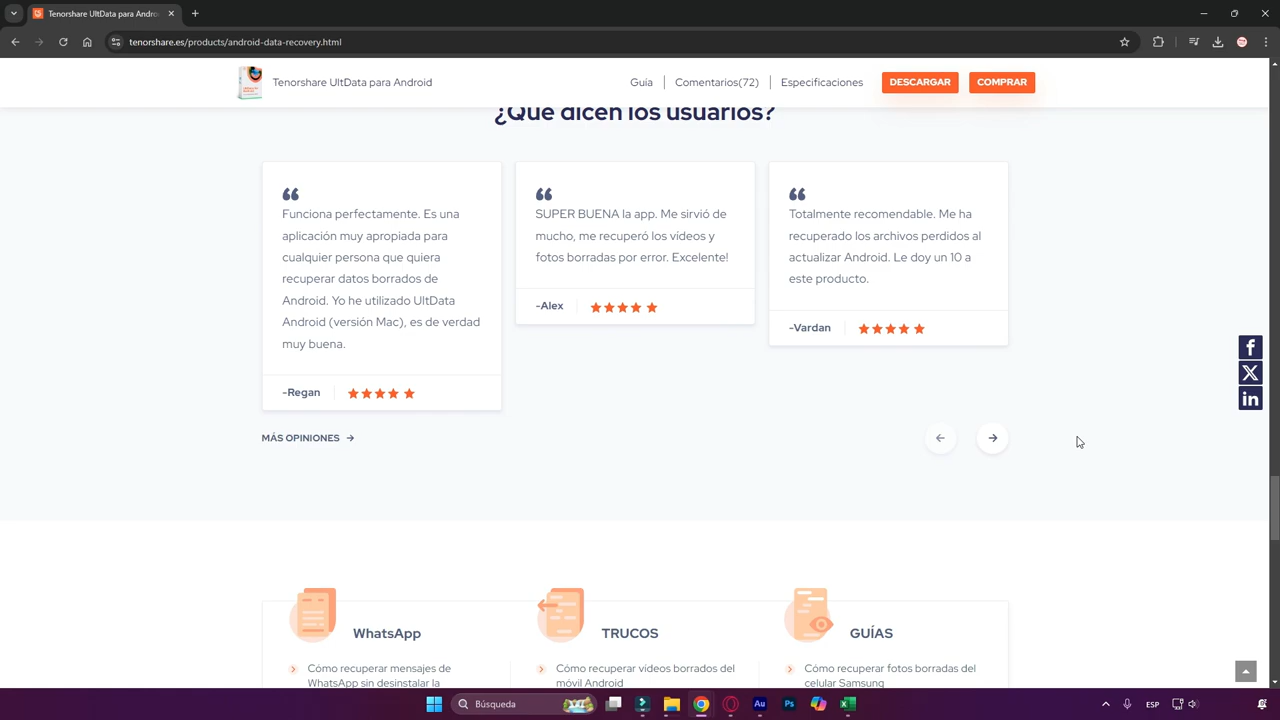 Tenorshare UltData para Android
tenorshare.es/products/android-data-recovery.html
Tenorshare UltData para Android
Guía
Comentarios(72)
Especificaciones
DESCARGAR
COMPRAR
¿Qué dicen los usuarios?
Funciona perfectamente. Es una
aplicación muy apropiada para
cualquier persona que quiera
recuperar datos borrados de
Android. Yo he utilizado UltData
Android (versión Mac), es de verdad
muy buena.
-Regan
SUPER BUENA la app. Me sirvió de
mucho, me recuperó los vídeos y
fotos borradas por error. Excelente!
-Alex
Totalmente recomendable. Me ha
recuperado los archivos perdidos al
actualizar Android. Le doy un 10 a
este producto.
-Vardan
MÁS OPINIONES
WhatsApp
Cómo recuperar mensajes de
WhatsApp sin desinstalar la
TRUCOS
Cómo recuperar videos borrados del
móvil Android
GUÍAS
Cómo recuperar fotos borradas del
celular Samsung
Búsqueda
ESP